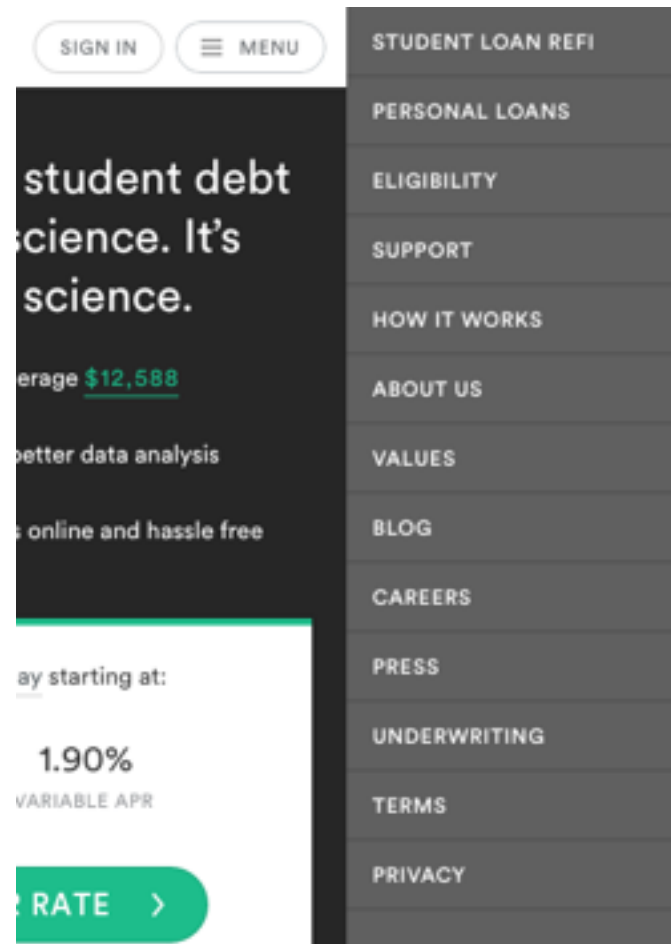 SIGN IN
MENU
student debt
science. It's
science.
erage $12,588
better data analysis
s online and hassle free
ay starting at:
1.90%
VARIABLE APR
R RATE
STUDENT LOAN REFI
PERSONAL LOANS
ELIGIBILITY
SUPPORT
HOW IT WORKS
ABOUT US
VALUES
BLOG
CAREERS
PRESS
UNDERWRITING
TERMS
PRIVACY